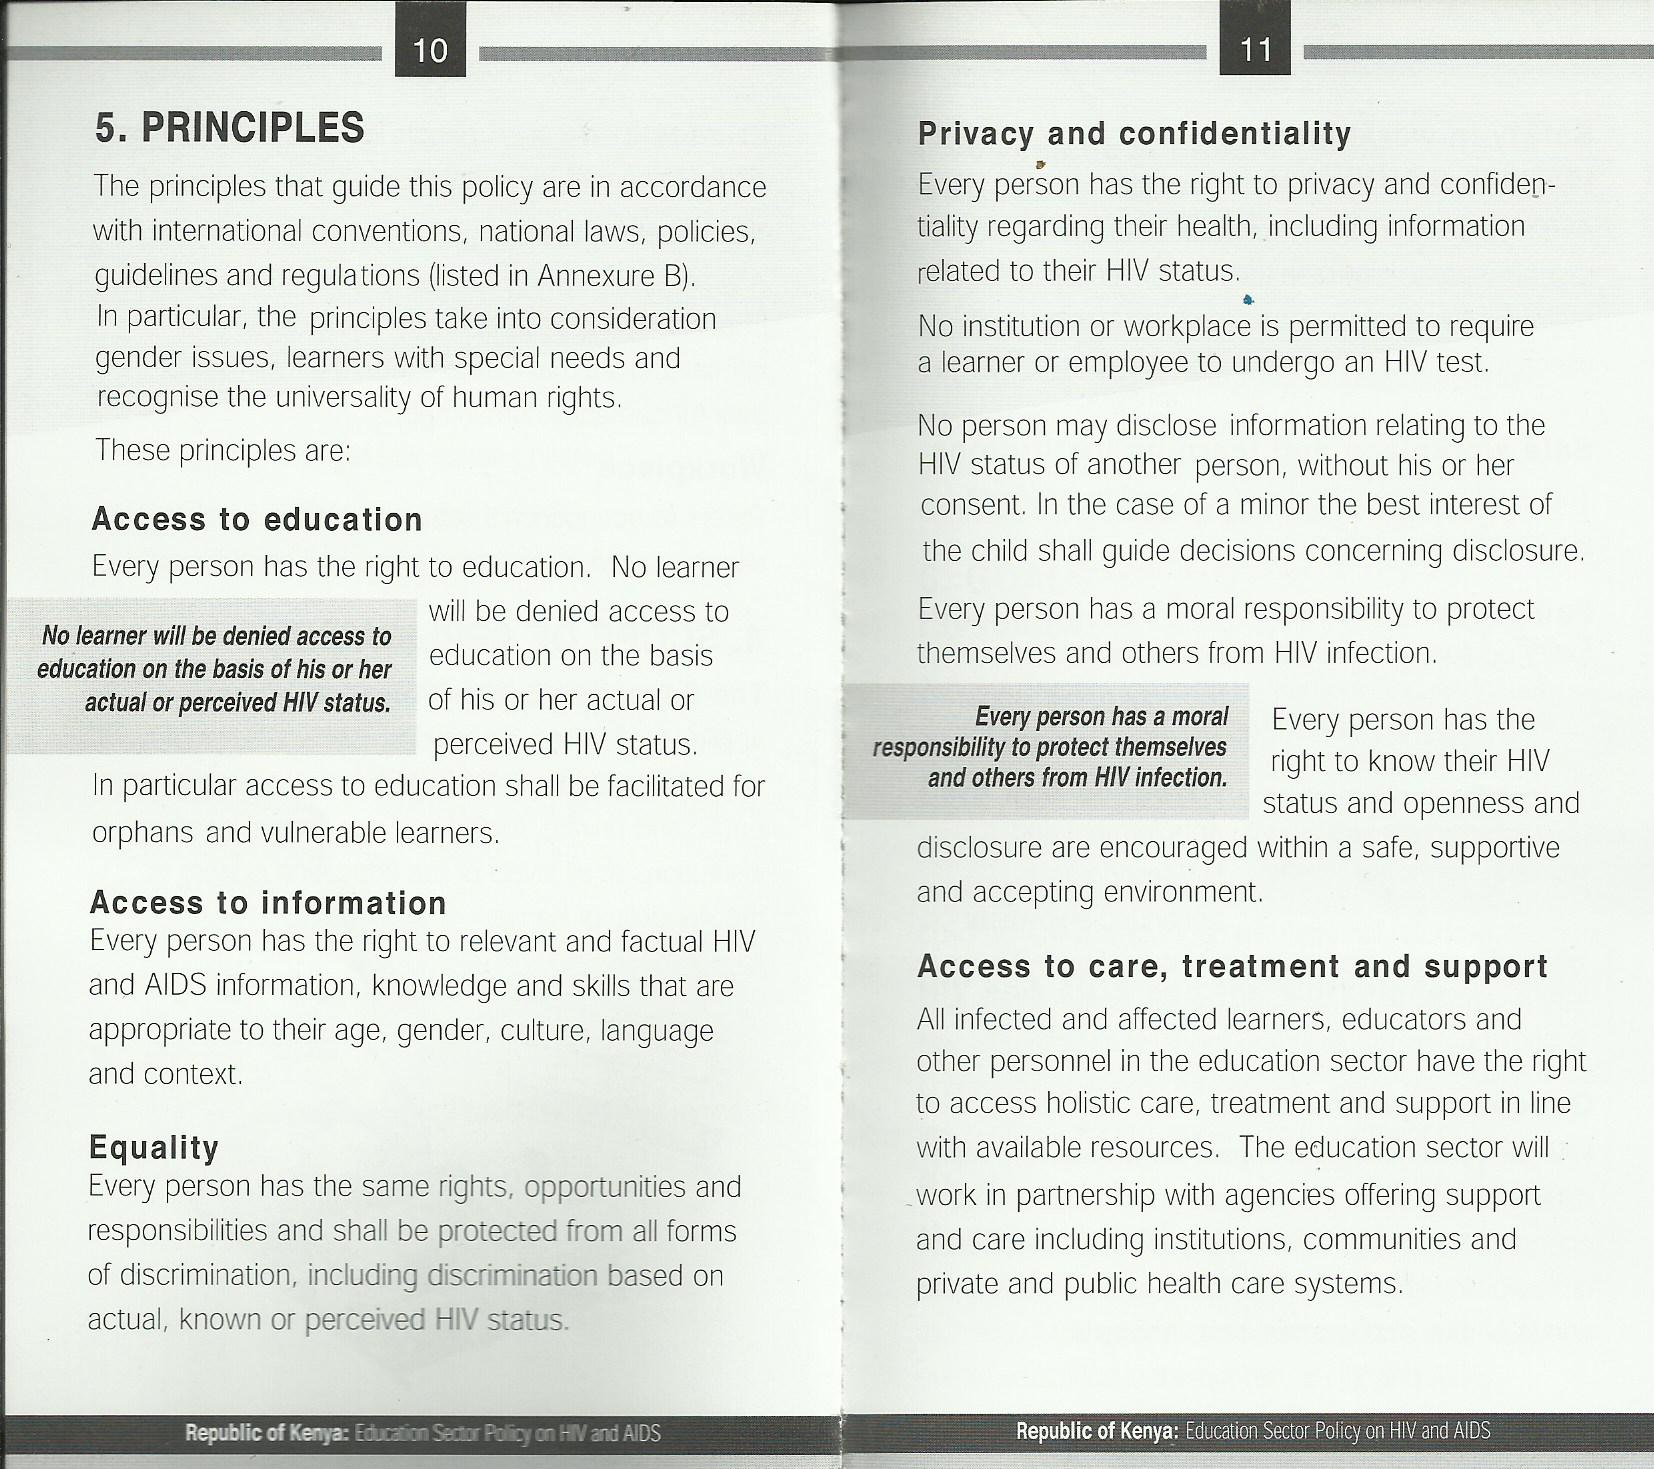 10
5. PRINCIPLES
The principles that guide this policy are in accordance
with international conventions, national laws, policies,
guidelines and regulations (listed in Annexure B).
In particular, the principles take into consideration
gender issues, learners with special needs and
recognise the universality of human rights.
These principles are:
Access to education
Every person has the right to education. No learner
will be denied access to
education on the basis
of his or her actual or
perceived HIV status.
No learner will be denied access to
education on the basis of his or her
actual or perceived HIV status.
In particular access to education shall be facilitated for
orphans and vulnerable learners.
Access to information
Every person has the right to relevant and factual HIV
and AIDS information, knowledge and skills that are
appropriate to their age, gender, culture, language
and context.
Equality
Every person has the same rights, opportunities and
responsibilities and shall be protected from all forms
of discrimination, including discrimination based on
actual, known or perceived HIV status.
Republic of Kenya: Education Sector Policy on HIV and AIDS
11
Privacy and confidentiality
Every person has the right to privacy and confiden-
tiality regarding their health, including information
related to their HIV status.
No institution or workplace is permitted to require
a learner or employee to undergo an HIV test.
No person may disclose information relating to the
HIV status of another person, without his or her
consent. In the case of a minor the best interest of
the child shall guide decisions concerning disclosure.
Every person has a moral responsibility to protect
themselves and others from HIV infection.
Every person has a moral
responsibility to protect themselves
and others from HIV infection.
Every person has the
right to know their HIV
status and openness and
disclosure are encouraged within a safe, supportive
and accepting environment.
Access to care, treatment and support
All infected and affected learners, educators and
other personnel in the education sector have the right
to access holistic care, treatment and support in line
with available resources. The education sector will
work in partnership with agencies offering support
and care including institutions, communities and
private and public health care systems.
Republic of Kenya: Education Sector Policy on HIV and AIDS